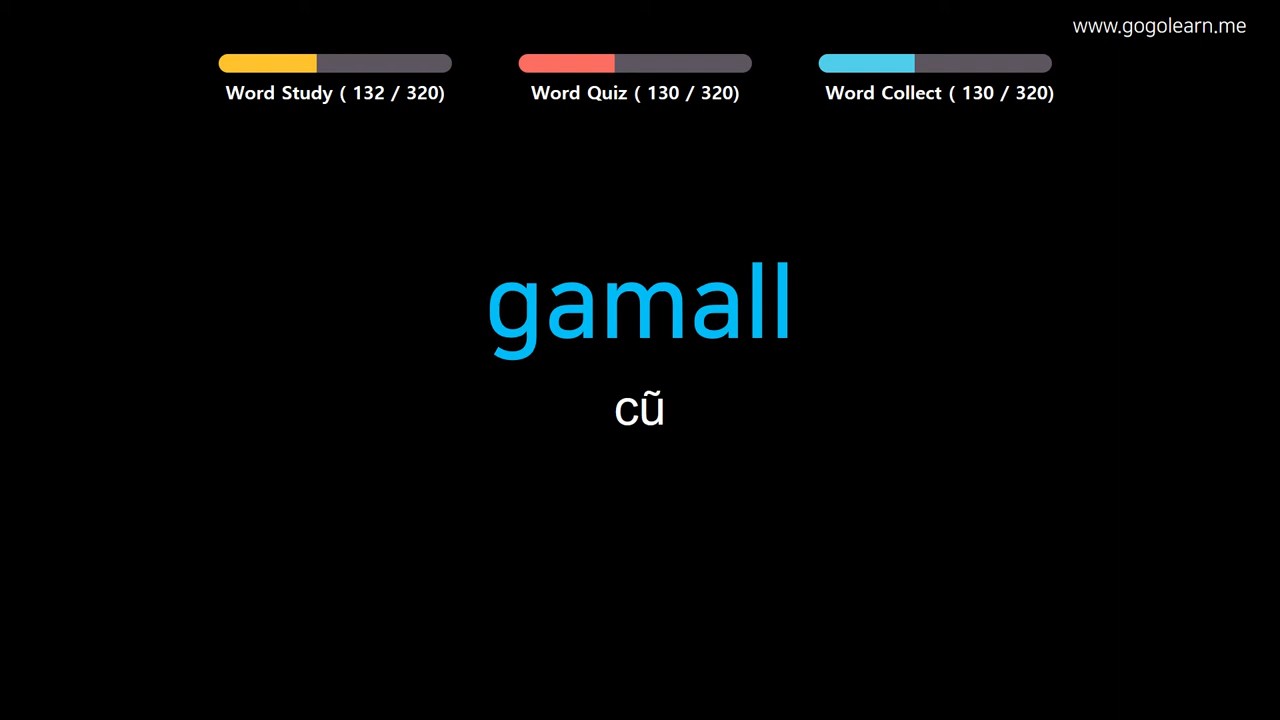 www.gogolearn.me
Word Study ( 132 / 320)
Word Quiz ( 130 / 320)
Word Collect ( 130 / 320)
gamall
cũ